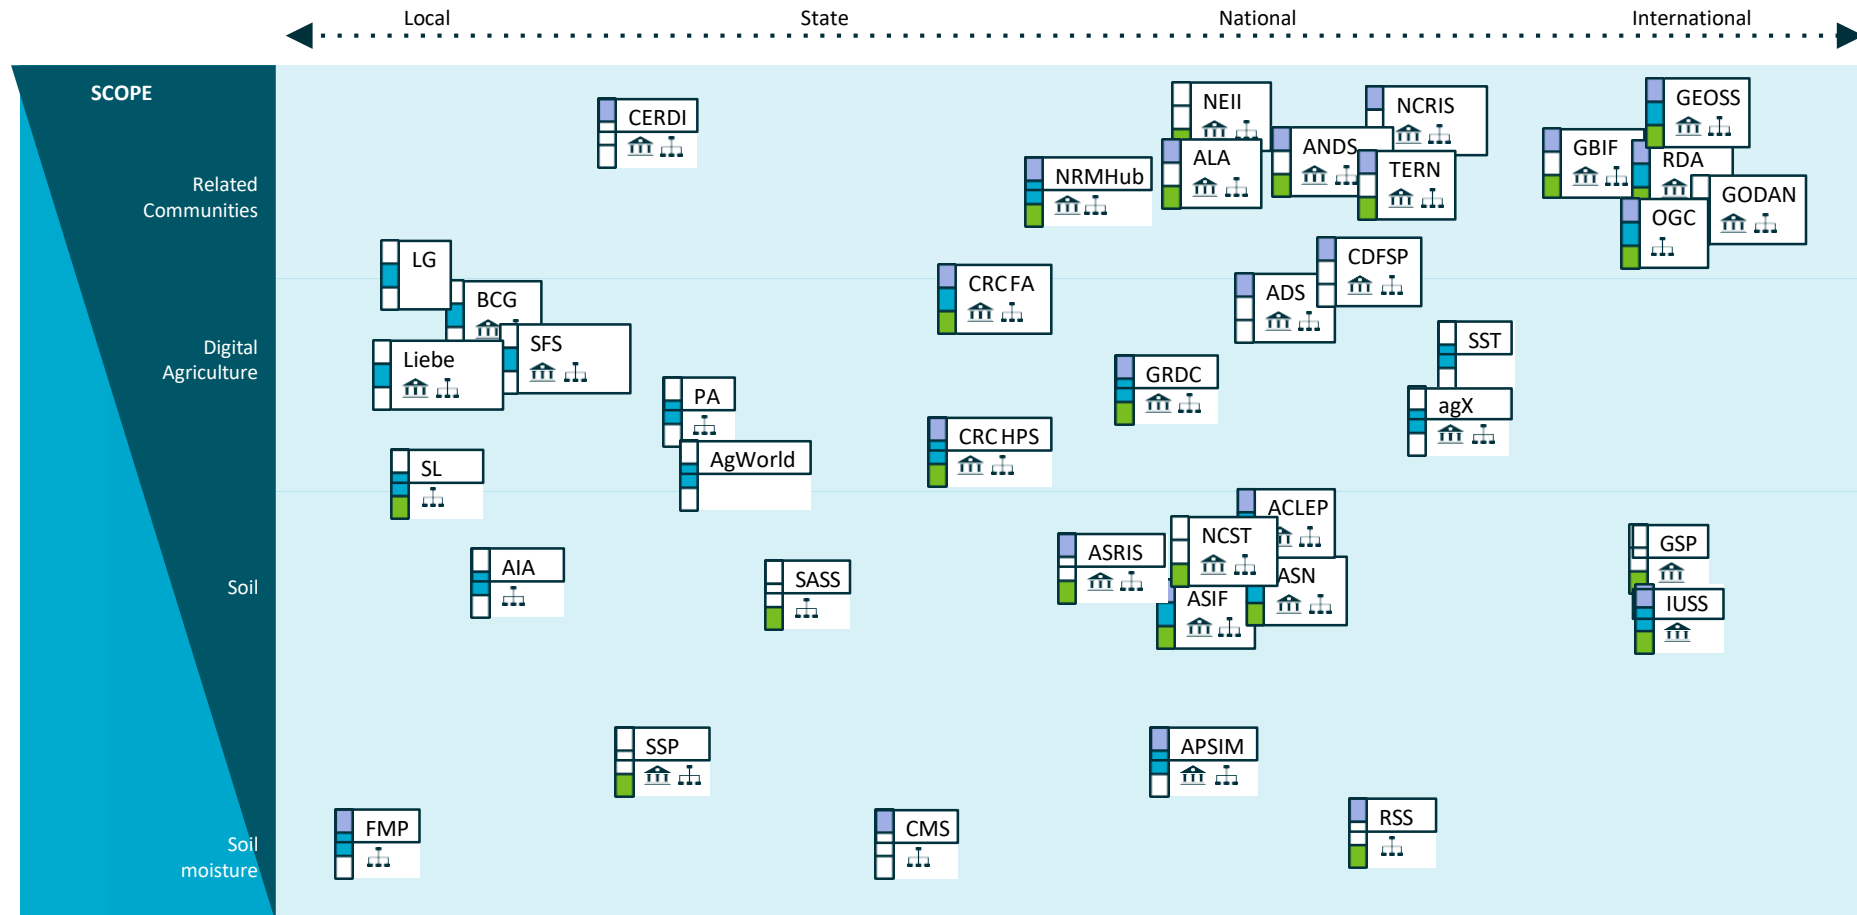 Local
State
National
International
SCOPE
Related
Communities
Digital
Agriculture
Soil
Soil
moisture
CERDI
NEII
NCRIS
GEOSS
ALA
ANDS
TERN
GBIF
RDA
GODAN
OGC
NRMHub
LG
BCG
SFS
Liebe
CRC FA
CDFSP
ADS
SST
GRDC
agX
PA
AgWorld
CRC HPS
SL
ACLEP
NCST
ASRIS
ASN
ASIF
GSP
IUSS
AIA
SASS
SSP
APSIM
FMP
CMS
RSS